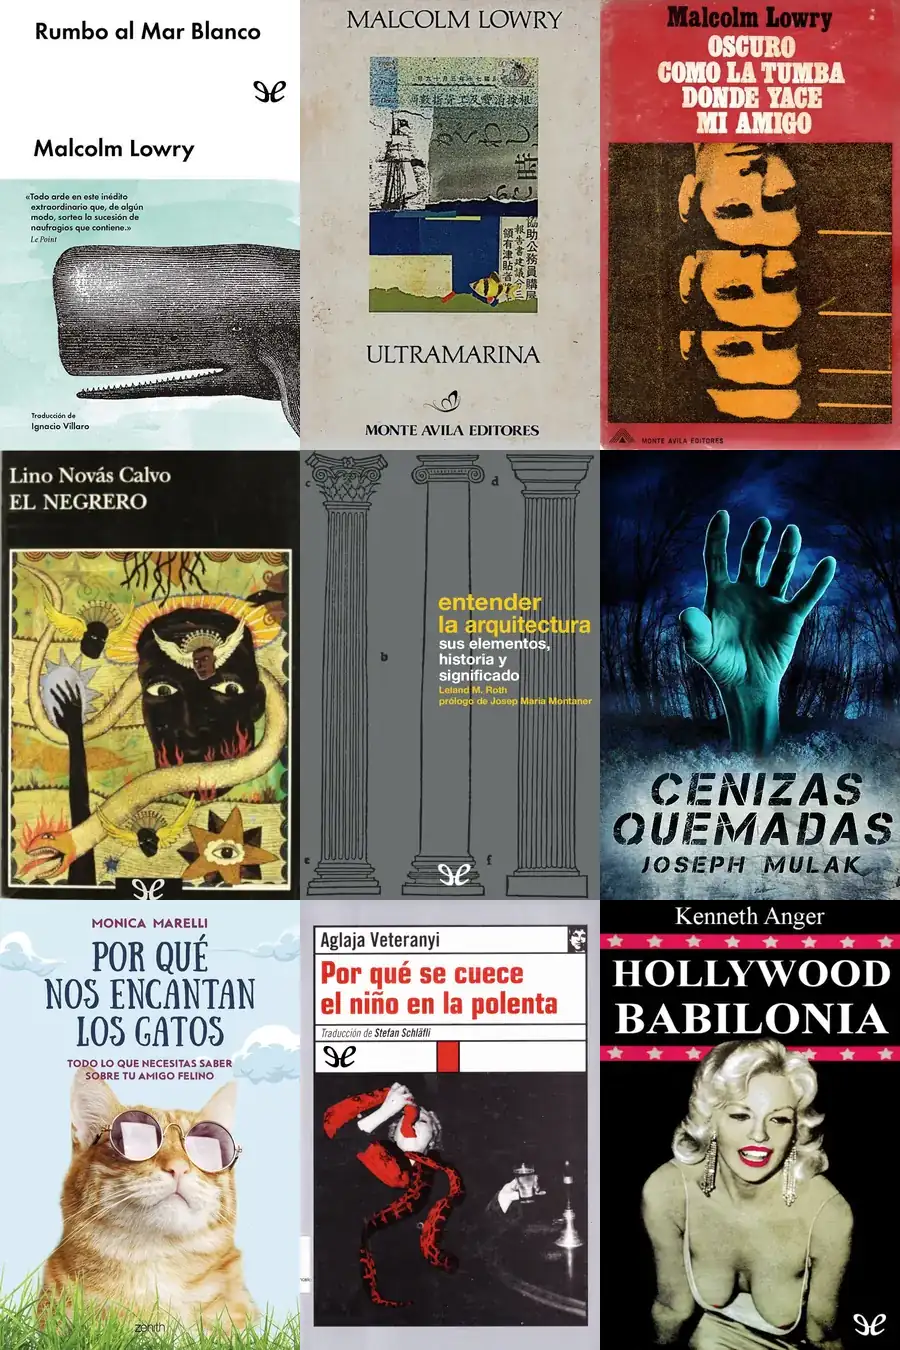 Rumbo al Mar Blanco
Malcolm Lowry
«Todo arde en este inédito
extraordinario que, de algún
modo, sortea la sucesión de
naufragios que contiene.»
Le Point
Traducción de
Ignacio Villaro
MALCOLM LOWRY
ULTRAMARINA
MONTE AVILA EDITORES
Malcolm Lowry
OSCURO
COMO LA TUMBA
DONDE YACE
MI AMIGO
MONTE AVILA EDITORES
Lino Novás Calvo
EL NEGRERO
c
d
b
entender
la arquitectura
sus elementos,
historia y
significado
Leland M. Roth
prólogo de Josep Maria Montaner
e
f
CENIZAS
QUEMADAS
JOSEPH MULAK
MONICA MARELLI
POR QUÉ
NOS ENCANTAN
LOS GATOS
TODO LO QUE NECESITAS SABER
SOBRE TU AMIGO FELINO
zenith
Aglaja Veteranyi
Por qué se cuece
el niño en la polenta
Traducción de Stefan Schläfli
Kenneth Anger
HOLLYWOOD
BABILONIA